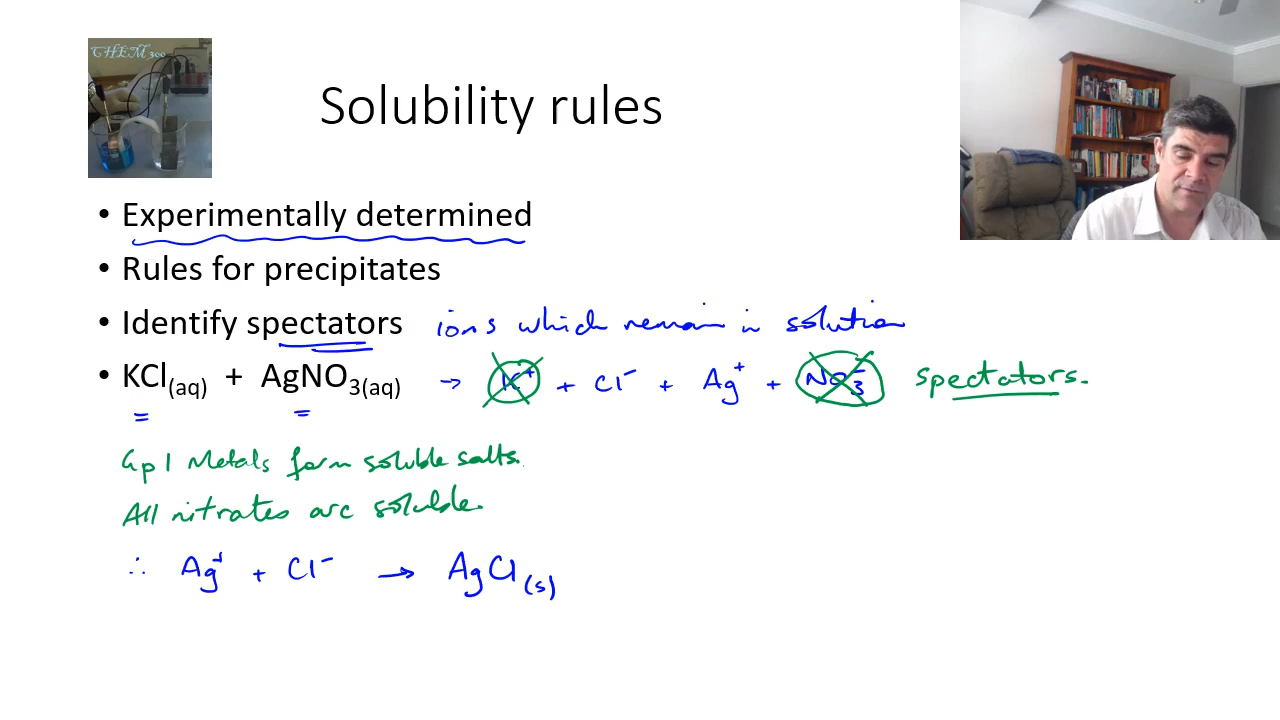 CHEM 300
Solubility rules
• Experimentally determined
• Rules for precipitates
• Identify spectators ions which remain in solution
• KCl(aq) + AgNO3(aq) → K⁺ + Cl⁻ + Ag⁺ + NO₃⁻ spectators.
Gp 1 Metals form soluble salts.
All nitrates are soluble.
∴ Ag⁺ + Cl⁻ → AgCl(s)